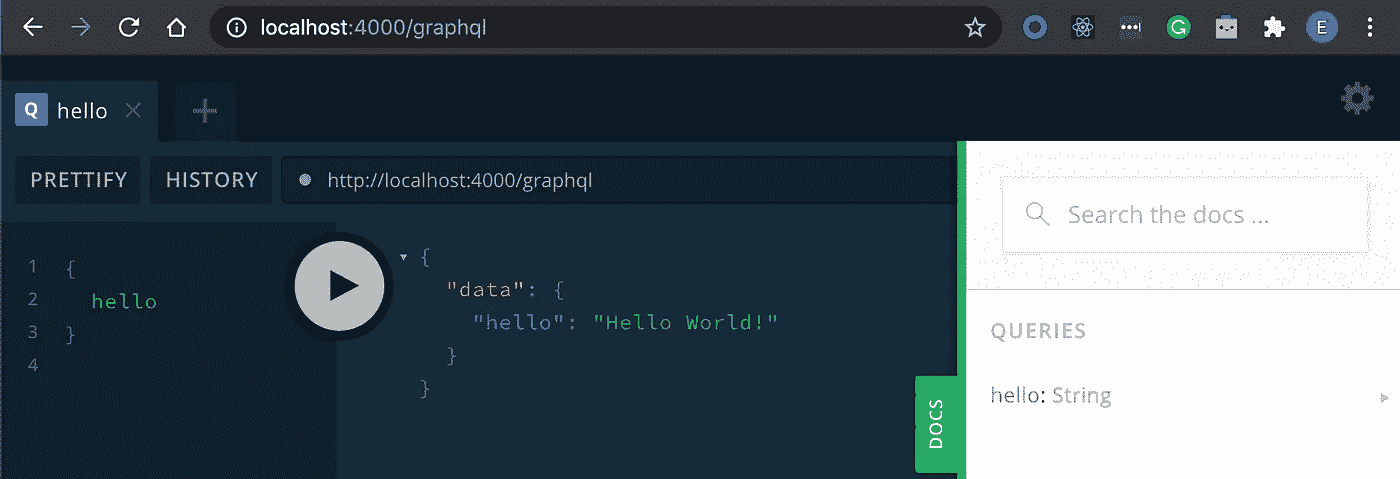 localhost:4000/graphql
E
Q hello
PRETTIFY HISTORY http://localhost:4000/graphql
Search the docs ...
1 {
2 hello
3 }
4
{
"data": {
"hello": "Hello World!"
}
}
DOCS
QUERIES
hello: String